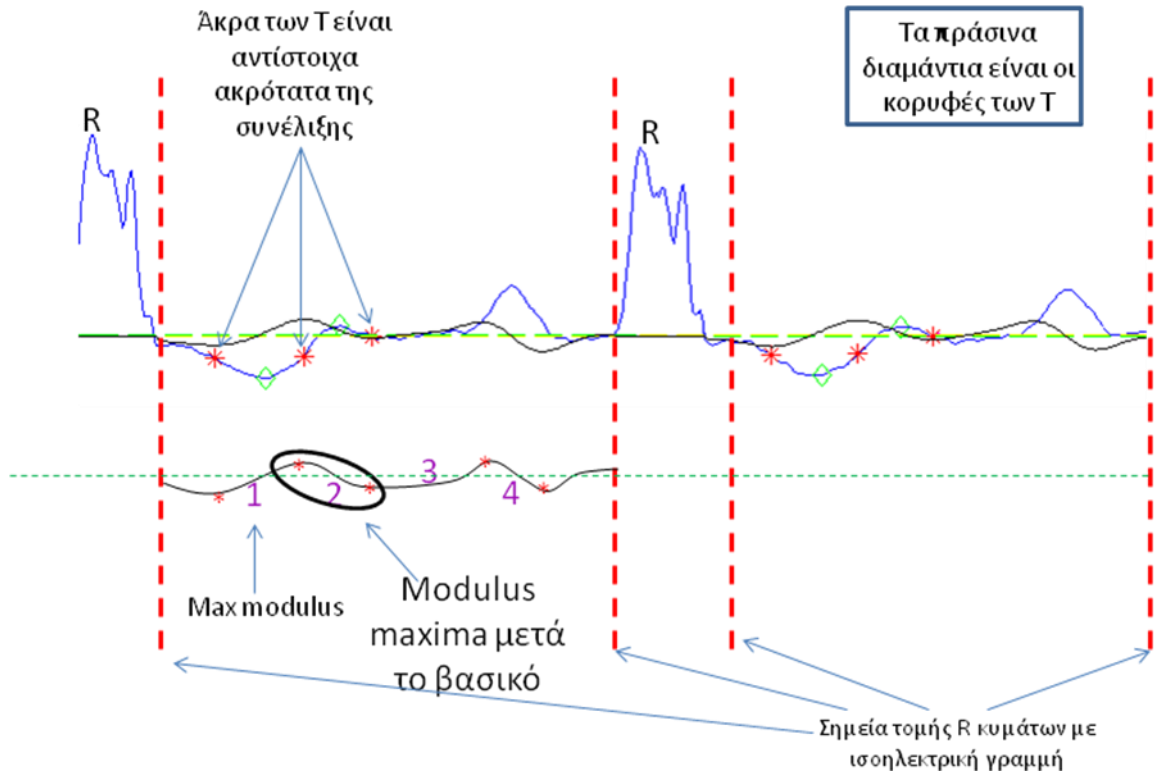 Άκρα των Τ είναι
αντίστοιχα
ακρότατα της
συνέλιξης
Τα πράσινα
διαμάντια είναι οι
κορυφές των Τ
R
R
1
2
3
4
Max modulus
Modulus
maxima μετά
το βασικό
Σημεία τομής R κυμάτων με
ισοηλεκτρική γραμμή